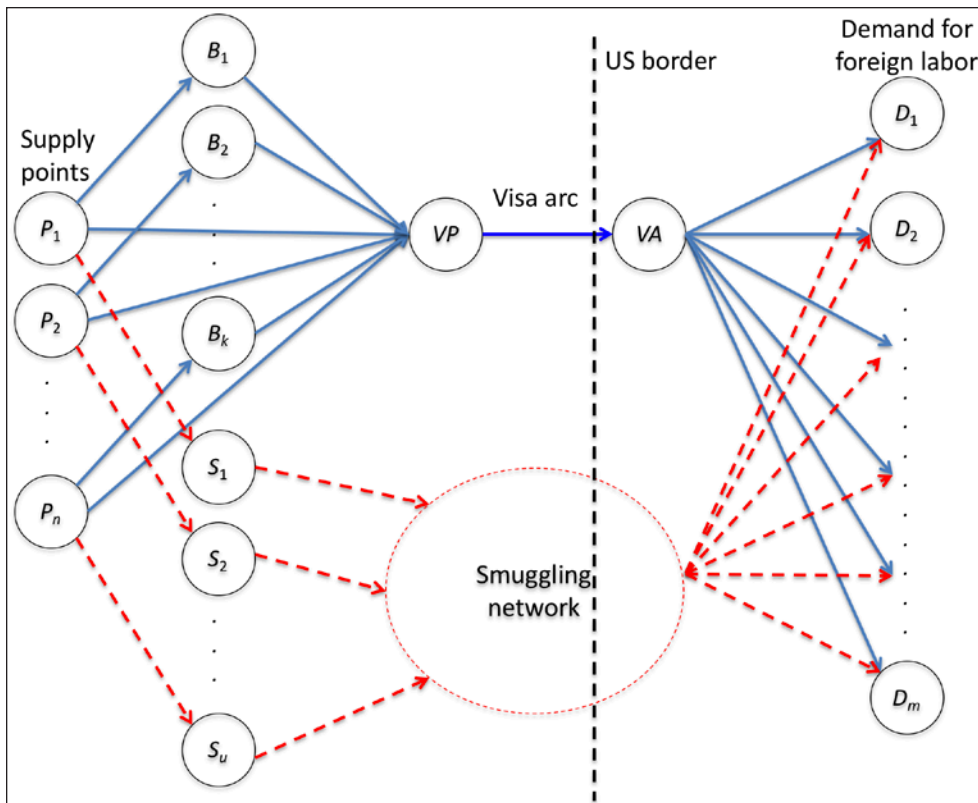 Demand for
foreign labor
US border
Supply
points
B1
B2
Bk
P1
P2
Pn
S1
S2
Su
VP
Visa arc
VA
D1
D2
Dm
Smuggling
network